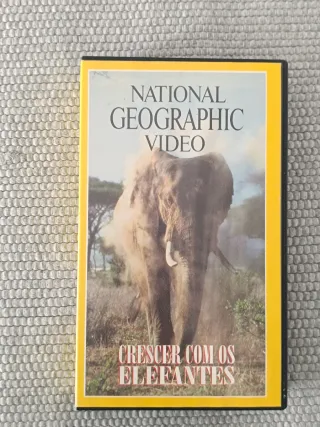 NATIONAL
GEOGRAPHIC
VIDEO
CRESCER COM OS
ELEFANTES